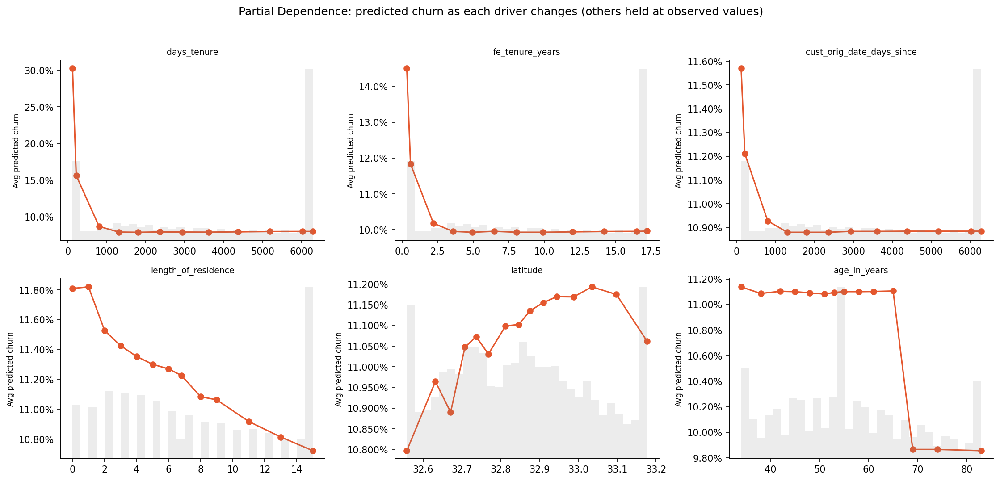 Partial Dependence: predicted churn as each driver changes (others held at observed values)
days_tenure
Avg predicted churn
30.0%
25.0%
20.0%
15.0%
10.0%
0 1000 2000 3000 4000 5000 6000
fe_tenure_years
Avg predicted churn
14.0%
13.0%
12.0%
11.0%
10.0%
0.0 2.5 5.0 7.5 10.0 12.5 15.0 17.5
cust_orig_date_days_since
Avg predicted churn
11.60%
11.50%
11.40%
11.30%
11.20%
11.10%
11.00%
10.90%
0 1000 2000 3000 4000 5000 6000
length_of_residence
Avg predicted churn
11.80%
11.60%
11.40%
11.20%
11.00%
10.80%
0 2 4 6 8 10 12 14
latitude
Avg predicted churn
11.200%
11.150%
11.100%
11.050%
11.000%
10.950%
10.900%
10.850%
10.800%
32.6 32.7 32.8 32.9 33.0 33.1 33.2
age_in_years
Avg predicted churn
11.20%
11.00%
10.80%
10.60%
10.40%
10.20%
10.00%
9.80%
40 50 60 70 80